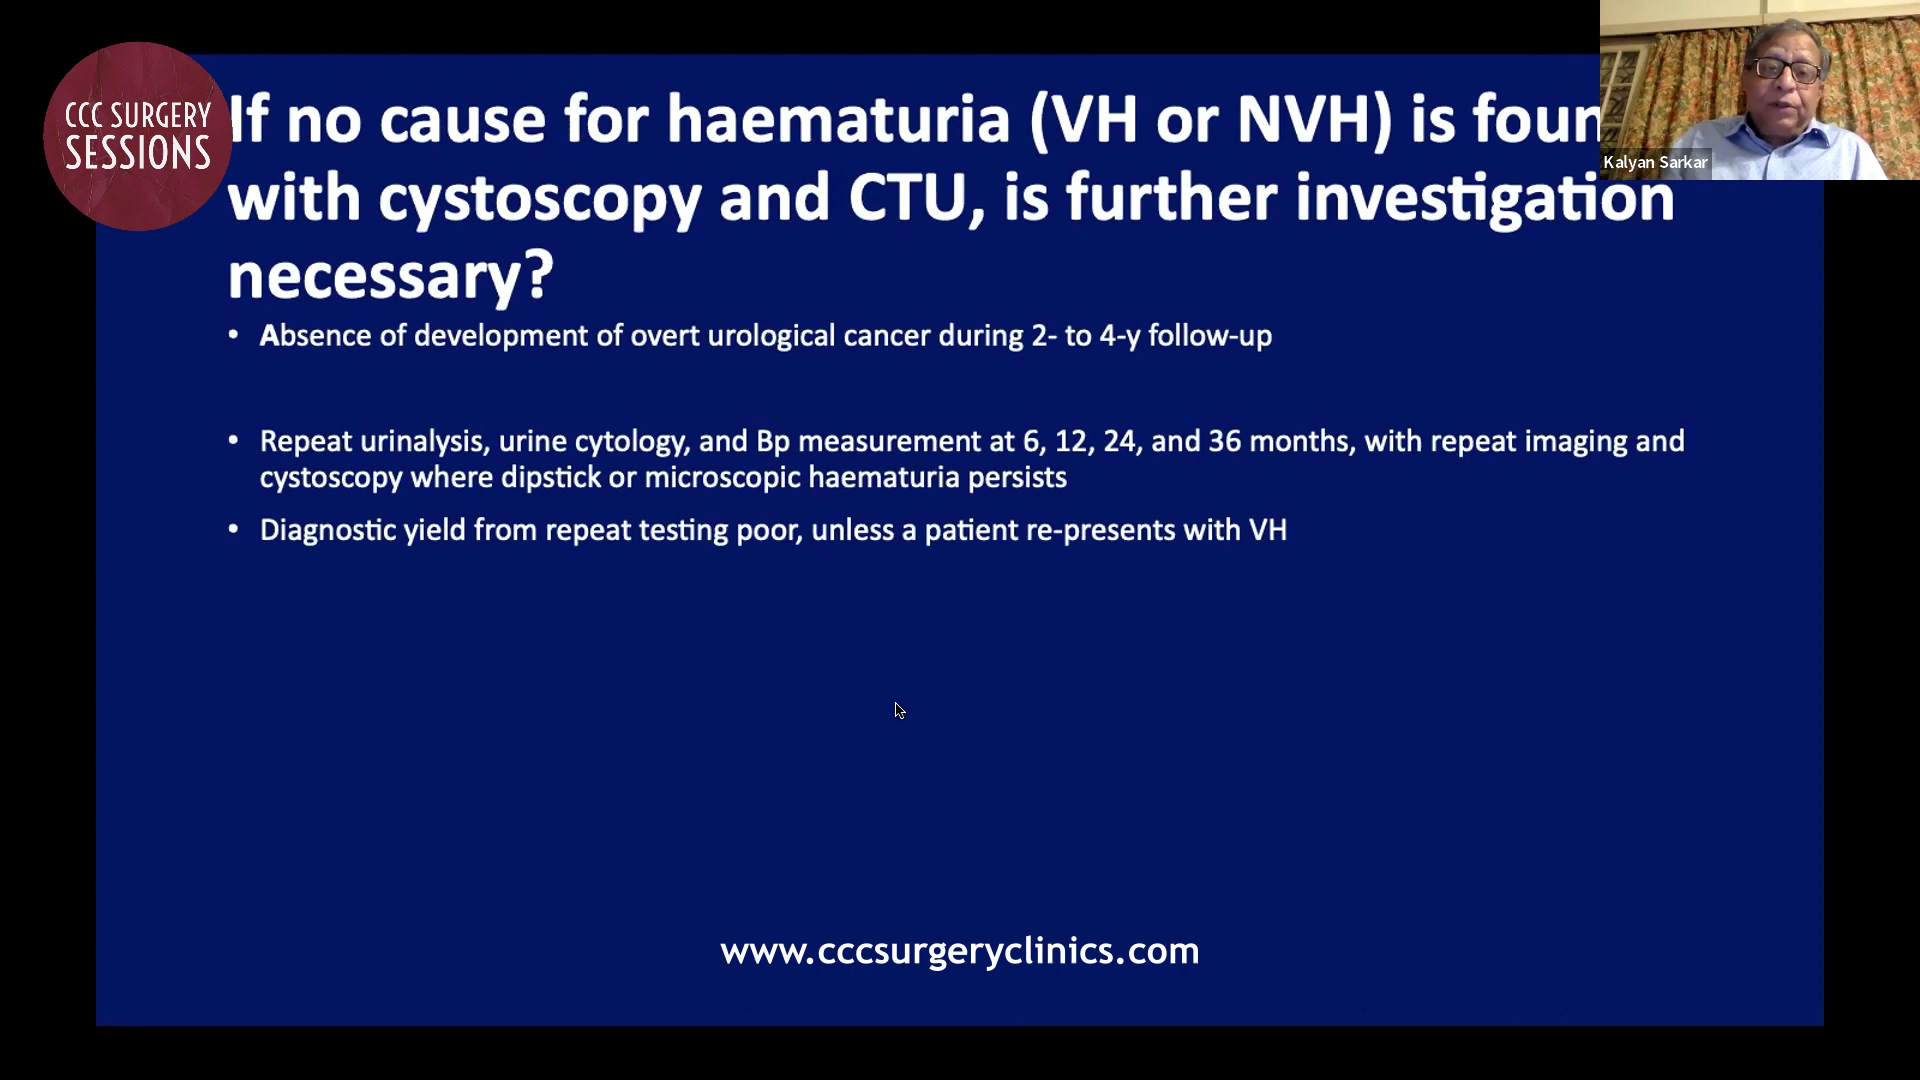 CCC SURGERY
SESSIONS
If no cause for haematuria (VH or NVH) is foun
with cystoscopy and CTU, is further investigation
necessary?
Kalyan Sarkar
• Absence of development of overt urological cancer during 2- to 4-y follow-up
• Repeat urinalysis, urine cytology, and Bp measurement at 6, 12, 24, and 36 months, with repeat imaging and
cystoscopy where dipstick or microscopic haematuria persists
• Diagnostic yield from repeat testing poor, unless a patient re-presents with VH
www.cccsurgeryclinics.com